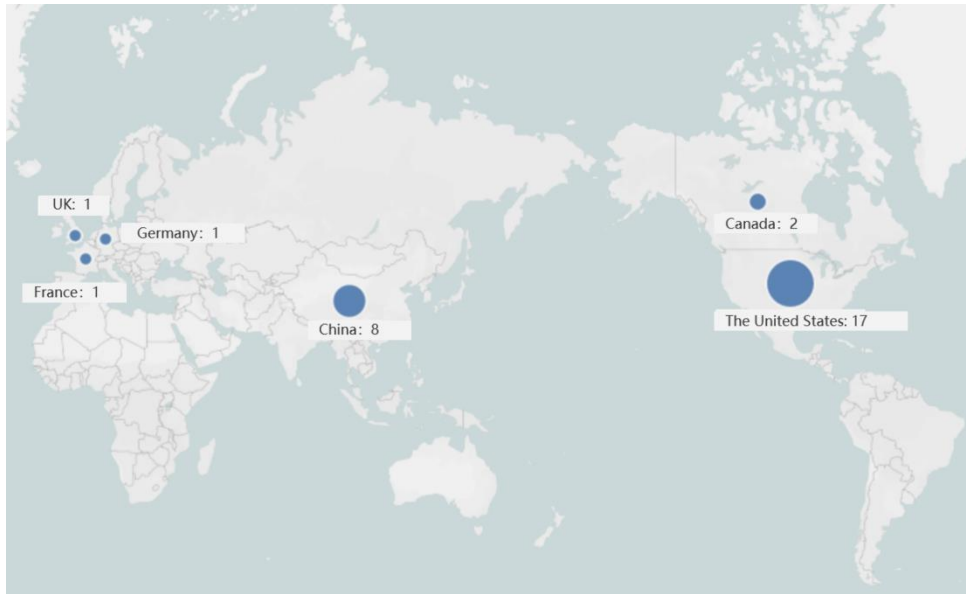 UK: 1
Germany: 1
France: 1
China: 8
Canada: 2
The United States: 17